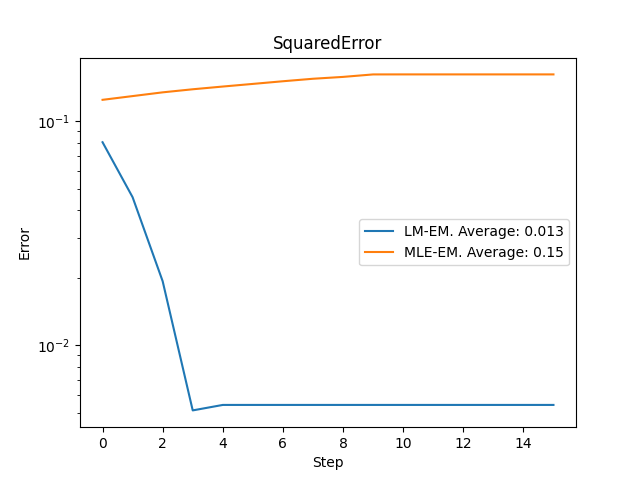 SquaredError
10⁻¹
10⁻²
Error
LM-EM. Average: 0.013
MLE-EM. Average: 0.15
0 2 4 6 8 10 12 14
Step